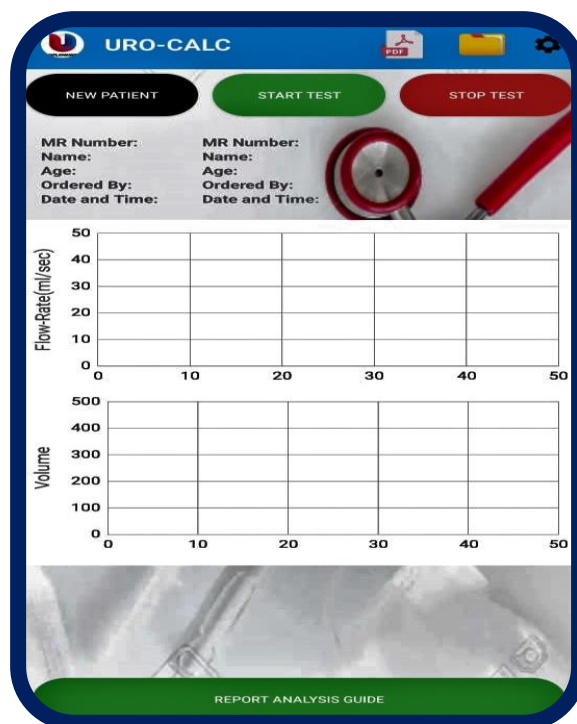 URO-CALC
PDF
NEW PATIENT START TEST STOP TEST
MR Number: MR Number:
Name: Name:
Age: Age:
Ordered By: Ordered By:
Date and Time: Date and Time:
Flow-Rate(ml/sec)
50
40
30
20
10
0
0 10 20 30 40 50
Volume
500
400
300
200
100
0
0 10 20 30 40 50
REPORT ANALYSIS GUIDE